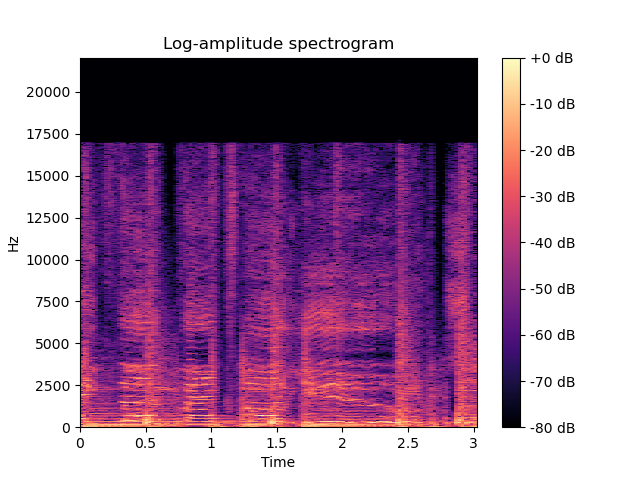 Log-amplitude spectrogram
Hz
20000
17500
15000
12500
10000
7500
5000
2500
0
0 0.5 1 1.5 2 2.5 3
Time
+0 dB
-10 dB
-20 dB
-30 dB
-40 dB
-50 dB
-60 dB
-70 dB
-80 dB